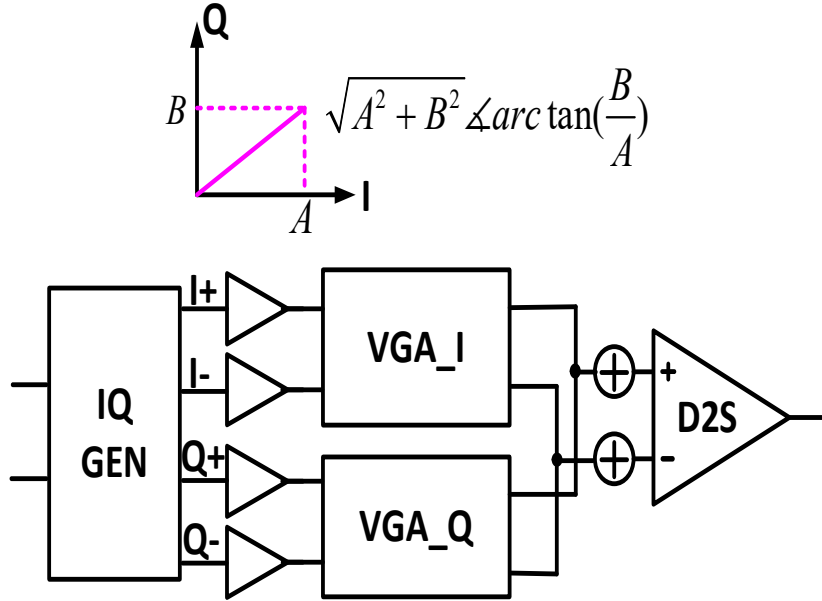 Q
B
√A² + B² ∡arc tan(B/A)
A
I
I+
I-
Q+
Q-
IQ
GEN
VGA_I
VGA_Q
+
+
+
-
D2S